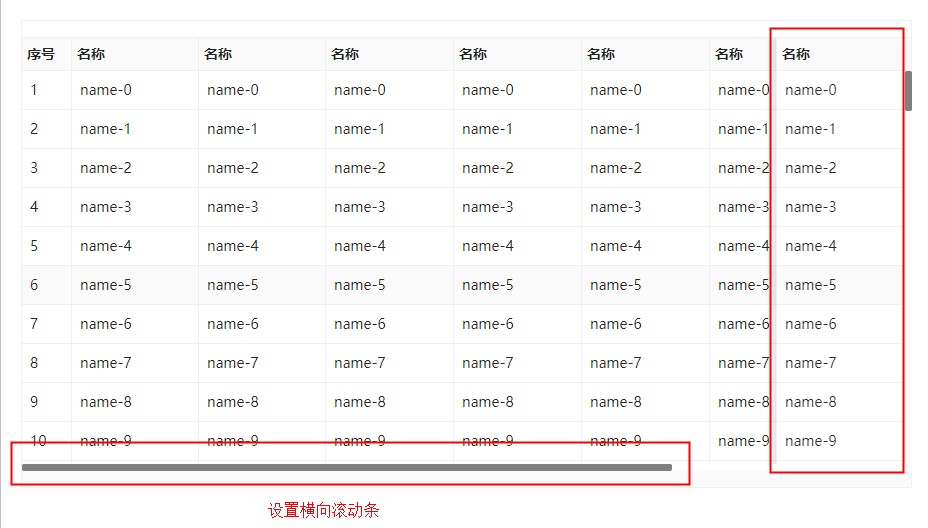 序号 名称 名称 名称 名称 名称 名称 名称
1 name-0 name-0 name-0 name-0 name-0 name-0 name-0
2 name-1 name-1 name-1 name-1 name-1 name-1 name-1
3 name-2 name-2 name-2 name-2 name-2 name-2 name-2
4 name-3 name-3 name-3 name-3 name-3 name-3 name-3
5 name-4 name-4 name-4 name-4 name-4 name-4 name-4
6 name-5 name-5 name-5 name-5 name-5 name-5 name-5
7 name-6 name-6 name-6 name-6 name-6 name-6 name-6
8 name-7 name-7 name-7 name-7 name-7 name-7 name-7
9 name-8 name-8 name-8 name-8 name-8 name-8 name-8
10 name-9 name-9 name-9 name-9 name-9 name-9 name-9
设置横向滚动条